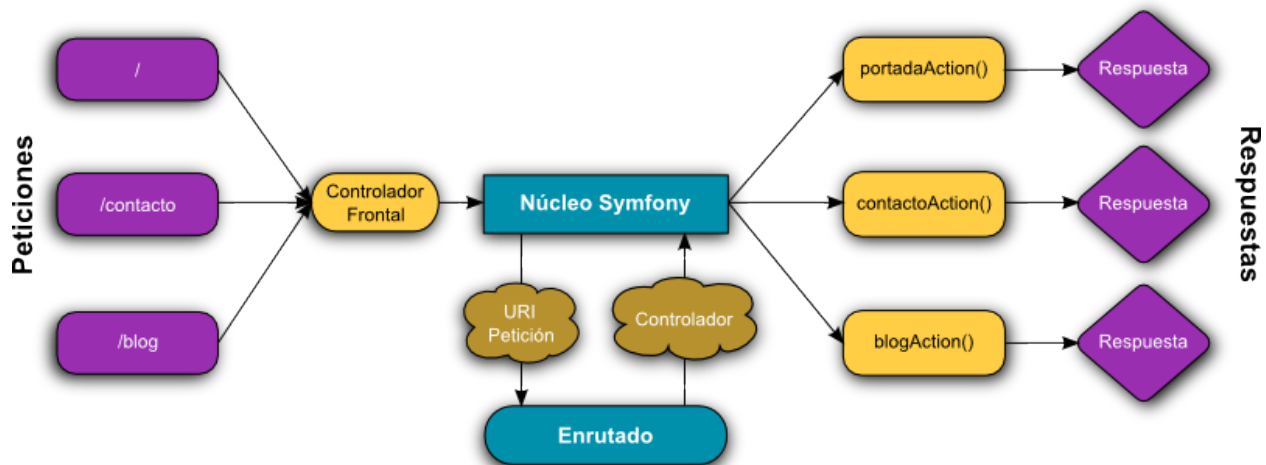 Peticiones
/
/contacto
/blog
Controlador
Frontal
Núcleo Symfony
URI
Petición
Controlador
Enrutado
portadaAction()
contactoAction()
blogAction()
Respuesta
Respuesta
Respuesta
Respuestas